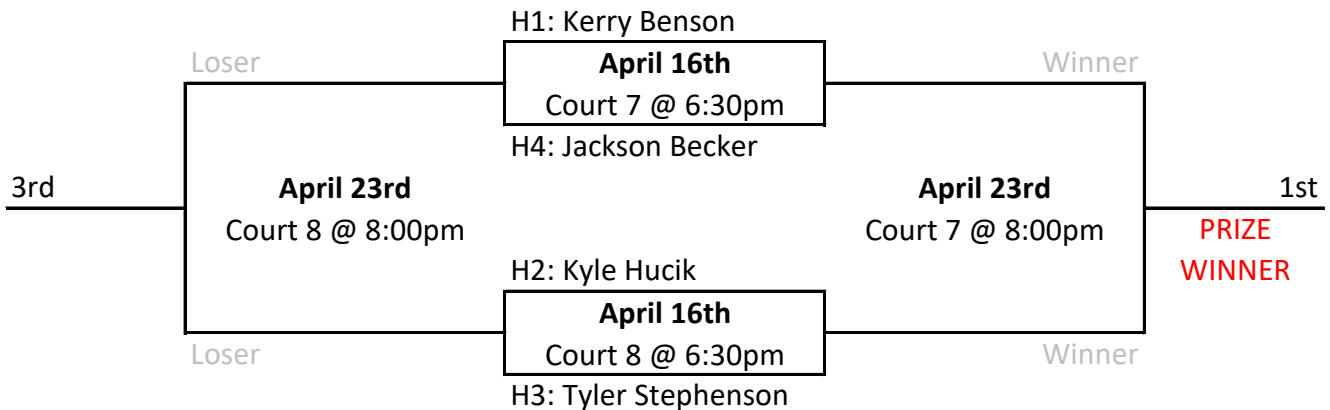 H1: Kerry Benson
Loser
April 16th
Winner
Court 7 @ 6:30pm
H4: Jackson Becker
3rd
April 23rd
April 23rd
1st
Court 8 @ 8:00pm
Court 7 @ 8:00pm
PRIZE
WINNER
H2: Kyle Hucik
April 16th
Loser
Court 8 @ 6:30pm
Winner
H3: Tyler Stephenson